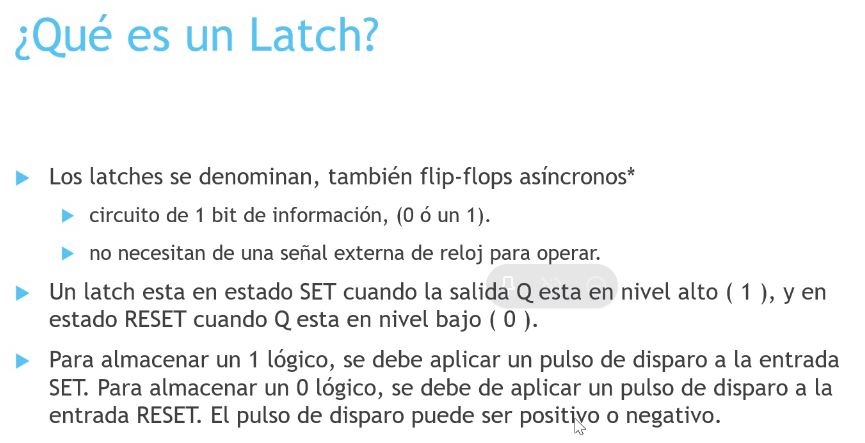 ¿Qué es un Latch?
Los latches se denominan, también flip-flops asíncronos*
circuito de 1 bit de información, (0 ó un 1).
no necesitan de una señal externa de reloj para operar.
Un latch esta en estado SET cuando la salida Q esta en nivel alto ( 1 ), y en
estado RESET cuando Q esta en nivel bajo ( 0 ).
Para almacenar un 1 lógico, se debe aplicar un pulso de disparo a la entrada
SET. Para almacenar un 0 lógico, se debe de aplicar un pulso de disparo a la
entrada RESET. El pulso de disparo puede ser positivo o negativo.